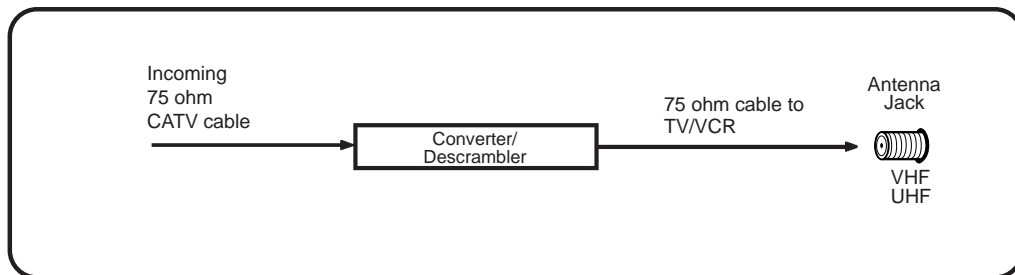 Incoming
75 ohm
CATV cable
Converter/
Descrambler
75 ohm cable to
TV/VCR
Antenna
Jack
VHF
UHF